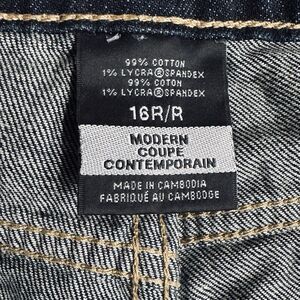 99% COTTON
1% LYCRA®SPANDEX
99% COTON
1% LYCRA®SPANDEX
16R/R
MODERN
COUPE
CONTEMPORAIN
MADE IN CAMBODIA
FABRIQUÉ AU CAMBODGE